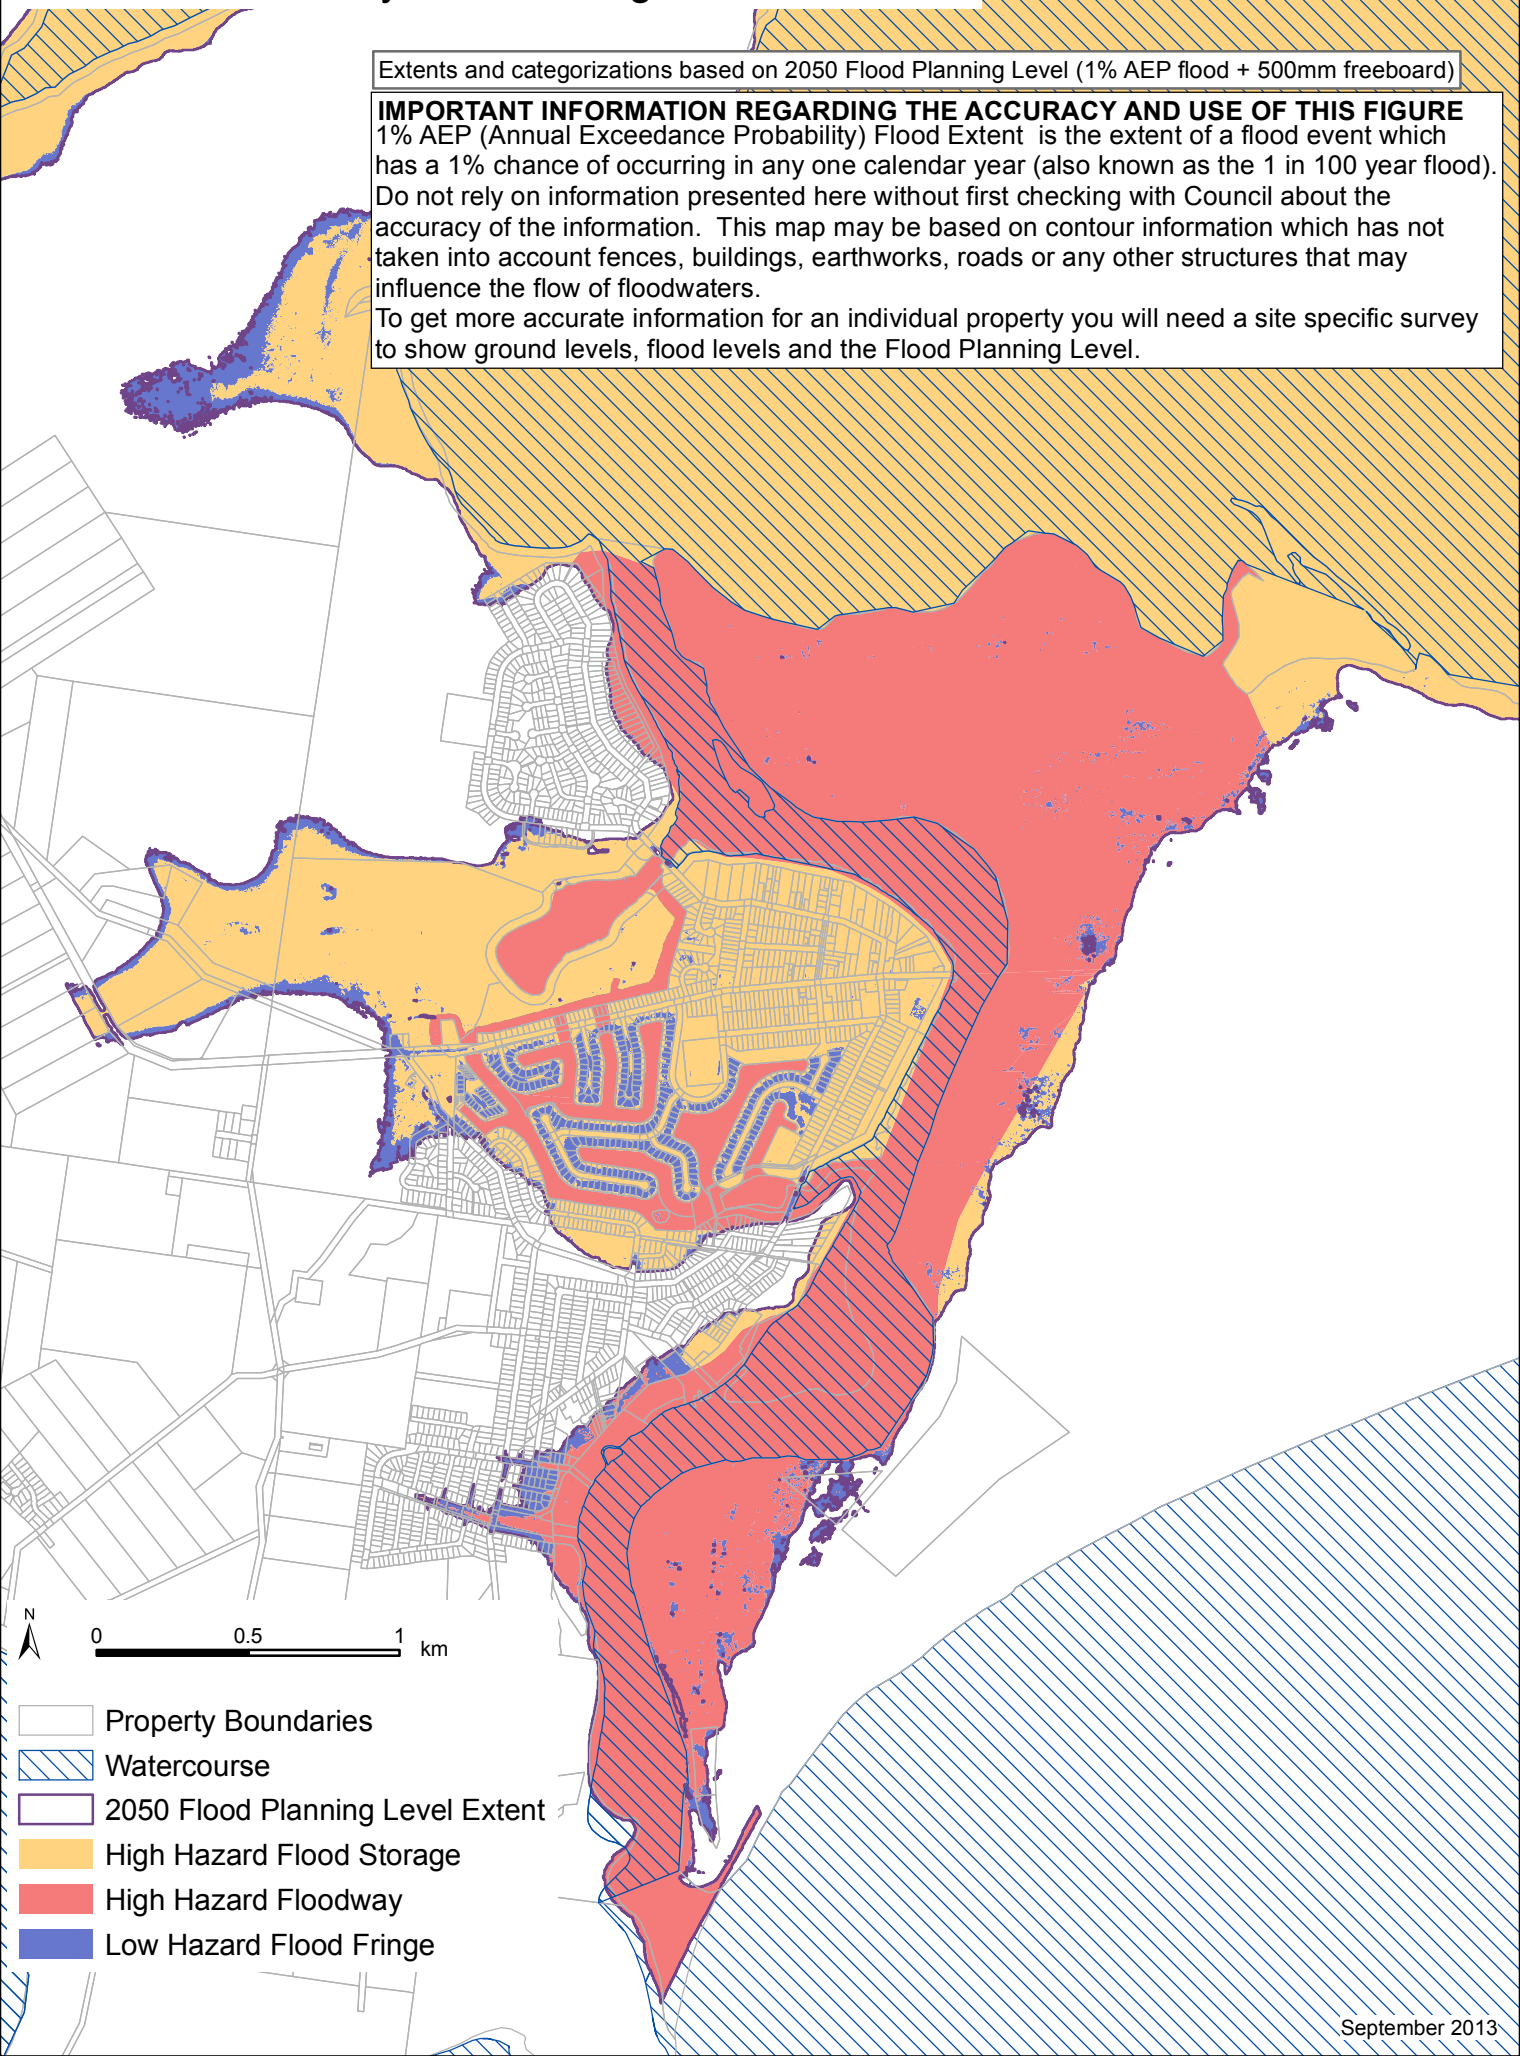 Extents and categorizations based on 2050 Flood Planning Level (1% AEP flood + 500mm freeboard)
IMPORTANT INFORMATION REGARDING THE ACCURACY AND USE OF THIS FIGURE
1% AEP (Annual Exceedance Probability) Flood Extent is the extent of a flood event which
has a 1% chance of occurring in any one calendar year (also known as the 1 in 100 year flood).
Do not rely on information presented here without first checking with Council about the
accuracy of the information. This map may be based on contour information which has not
taken into account fences, buildings, earthworks, roads or any other structures that may
influence the flow of floodwaters.
To get more accurate information for an individual property you will need a site specific survey
to show ground levels, flood levels and the Flood Planning Level.
N
0 0.5 1
km
Property Boundaries
Watercourse
2050 Flood Planning Level Extent
High Hazard Flood Storage
High Hazard Floodway
Low Hazard Flood Fringe
September 2013